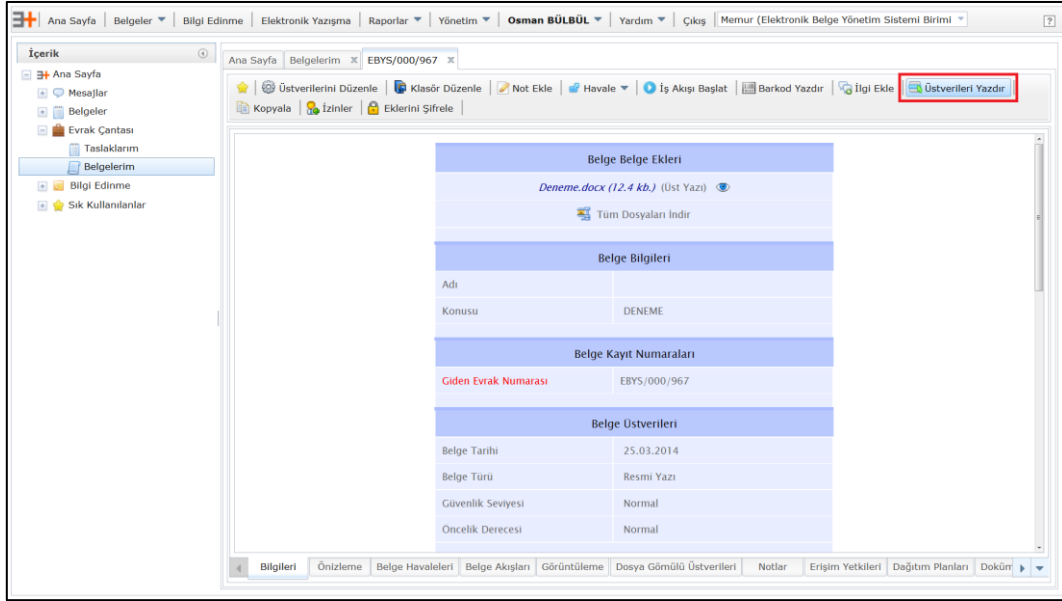 Ana Sayfa Belgeler Bilgi Edinme Elektronik Yazışma Raporlar Yönetim Osman BÜLBÜL Yardım Çıkış Memur (Elektronik Belge Yönetim Sistemi Birimi ?
İçerik
Ana Sayfa
Mesajlar
Belgeler
Evrak Çantası
Taslaklarım
Belgelerim
Bilgi Edinme
Sık Kullanılanlar
Ana Sayfa Belgelerim x EBYS/000/967 x
Üstverilerini Düzenle Klasör Düzenle Not Ekle Havale İş Akışı Başlat Barkod Yazdır İlgi Ekle Üstverileri Yazdır
Kopyala İzinler Eklerini Şifrele
Belge Belge Ekleri
Deneme.docx (12.4 kb.) (Üst Yazı)
Tüm Dosyaları İndir
Belge Bilgileri
Adı
Konusu DENEME
Belge Kayıt Numaraları
Giden Evrak Numarası EBYS/000/967
Belge Üstverileri
Belge Tarihi 25.03.2014
Belge Türü Resmi Yazı
Güvenlik Seviyesi Normal
Öncelik Derecesi Normal
Bilgileri Önizleme Belge Havaleleri Belge Akışları Görüntüleme Dosya Gömülü Üstverileri Notlar Erişim Yetkileri Dağıtım Planları Doküm